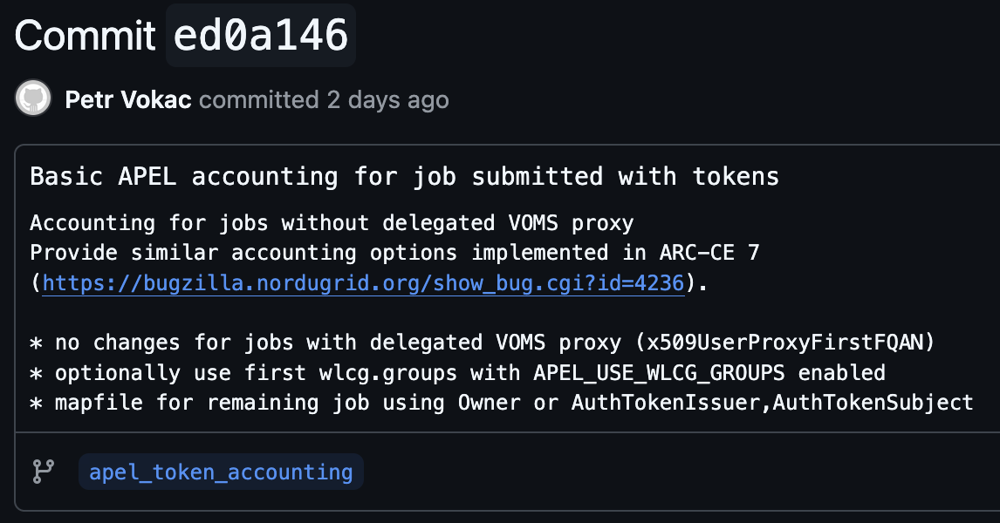 Commit ed0a146
Petr Vokac committed 2 days ago
Basic APEL accounting for job submitted with tokens
Accounting for jobs without delegated VOMS proxy
Provide similar accounting options implemented in ARC-CE 7
(https://bugzilla.nordugrid.org/show_bug.cgi?id=4236).
* no changes for jobs with delegated VOMS proxy (x509UserProxyFirstFQAN)
* optionally use first wlcg.groups with APEL_USE_WLCG_GROUPS enabled
* mapfile for remaining job using Owner or AuthTokenIssuer,AuthTokenSubject
apel_token_accounting